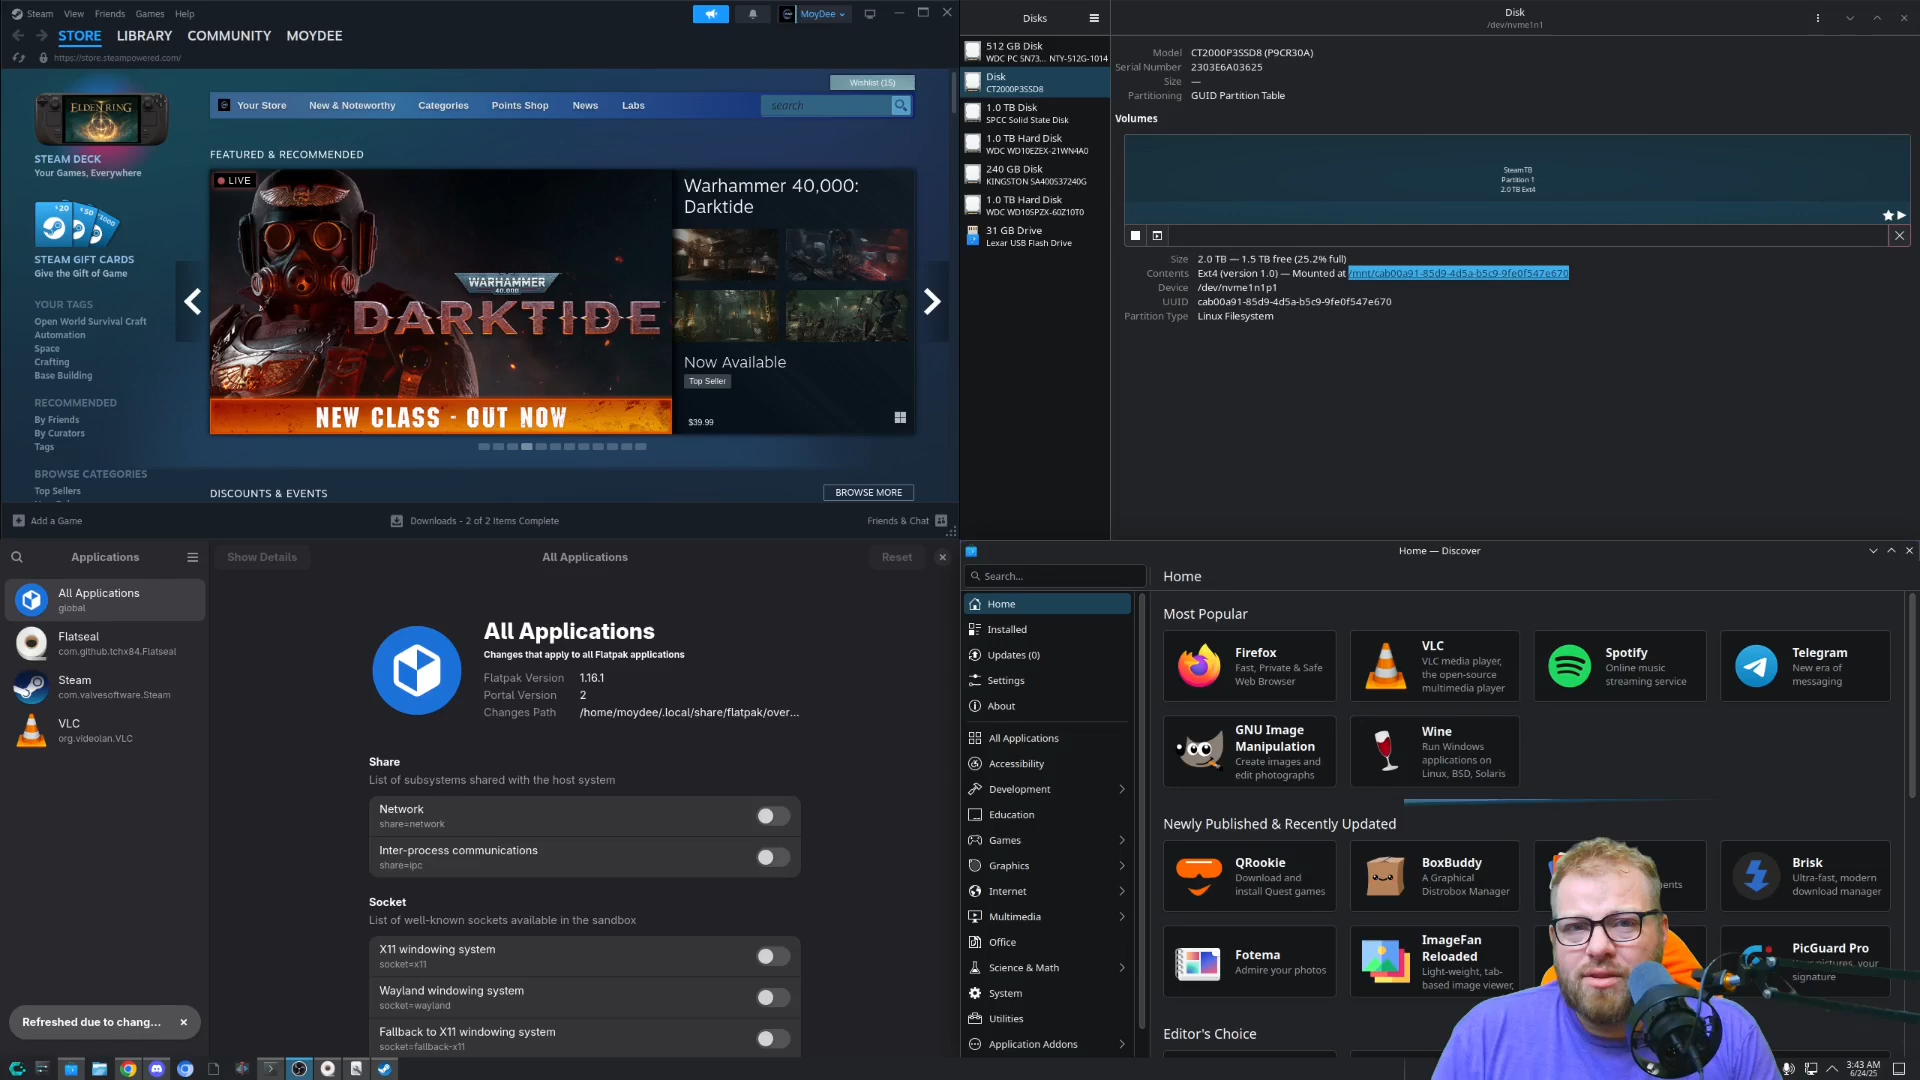 Steam View Friends Games Help
MoyDee
STORE LIBRARY COMMUNITY MOYDEE
https://store.steampowered.com/
Wishlist (15)
Your Store New & Noteworthy Categories Points Shop News Labs
search
ELDEN RING
STEAM DECK
Your Games, Everywhere
$20 $50 $100
STEAM GIFT CARDS
Give the Gift of Game
YOUR TAGS
Open World Survival Craft
Automation
Space
Crafting
Base Building
RECOMMENDED
By Friends
By Curators
Tags
BROWSE CATEGORIES
Top Sellers
FEATURED & RECOMMENDED
LIVE
WARHAMMER
40,000
DARKTIDE
NEW CLASS - OUT NOW
Warhammer 40,000:
Darktide
Now Available
Top Seller
$39.99
DISCOUNTS & EVENTS
BROWSE MORE
Add a Game
Downloads - 2 of 2 Items Complete
Friends & Chat
Disks
512 GB Disk
WDC PC SN73... NTY-512G-1014
Disk
CT2000P3SSD8
1.0 TB Disk
SPCC Solid State Disk
1.0 TB Hard Disk
WDC WD10EZEX-21WN4A0
240 GB Disk
KINGSTON SA400S37240G
1.0 TB Hard Disk
WDC WD10SPZX-60Z10T0
31 GB Drive
Lexar USB Flash Drive
Disk
/dev/nvme1n1
Model CT2000P3SSD8 (P9CR30A)
Serial Number 2303E6A03625
Size —
Partitioning GUID Partition Table
Volumes
SteamTB
Partition 1
2.0 TB Ext4
Size 2.0 TB — 1.5 TB free (25.2% full)
Contents Ext4 (version 1.0) — Mounted at /mnt/cab00a91-85d9-4d5a-b5c9-9fe0f547e670
Device /dev/nvme1n1p1
UUID cab00a91-85d9-4d5a-b5c9-9fe0f547e670
Partition Type Linux Filesystem
Applications
All Applications
global
Flatseal
com.github.tchx84.Flatseal
Steam
com.valvesoftware.Steam
VLC
org.videolan.VLC
Refreshed due to chang...
Show Details
All Applications
Reset
All Applications
Changes that apply to all Flatpak applications
Flatpak Version 1.16.1
Portal Version 2
Changes Path /home/moydee/.local/share/flatpak/over...
Share
List of subsystems shared with the host system
Network
share=network
Inter-process communications
share=ipc
Socket
List of well-known sockets available in the sandbox
X11 windowing system
socket=x11
Wayland windowing system
socket=wayland
Fallback to X11 windowing system
socket=fallback-x11
Home — Discover
Search...
Home
Installed
Updates (0)
Settings
About
All Applications
Accessibility
Development
Education
Games
Graphics
Internet
Multimedia
Office
Science & Math
System
Utilities
Application Addons
Home
Most Popular
Firefox
Fast, Private & Safe
Web Browser
VLC
VLC media player,
the open-source
multimedia player
Spotify
Online music
streaming service
Telegram
New era of
messaging
GNU Image
Manipulation
Create images and
edit photographs
Wine
Run Windows
applications on
Linux, BSD, Solaris
Newly Published & Recently Updated
QRookie
Download and
install Quest games
BoxBuddy
A Graphical
Distrobox Manager
Brisk
Ultra-fast, modern
download manager
Fotema
Admire your photos
ImageFan
Reloaded
Light-weight, tab-
based image viewer,
PicGuard Pro
pictures, your
signature
Editor's Choice
3:43 AM
6/24/25